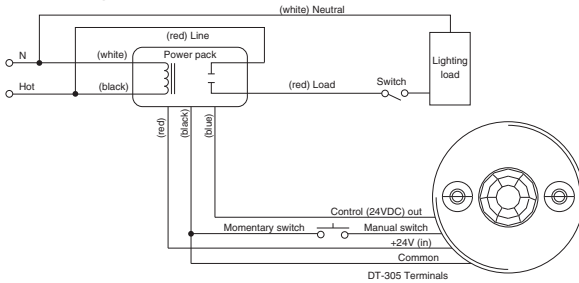 (white) Neutral
(red) Line
N
(white)
Power pack
Lighting
load
Hot
(black)
(red) Load
Switch
(red)
(black)
(blue)
Control (24VDC) out
Momentary switch
Manual switch
+24V (in)
Common
DT-305 Terminals